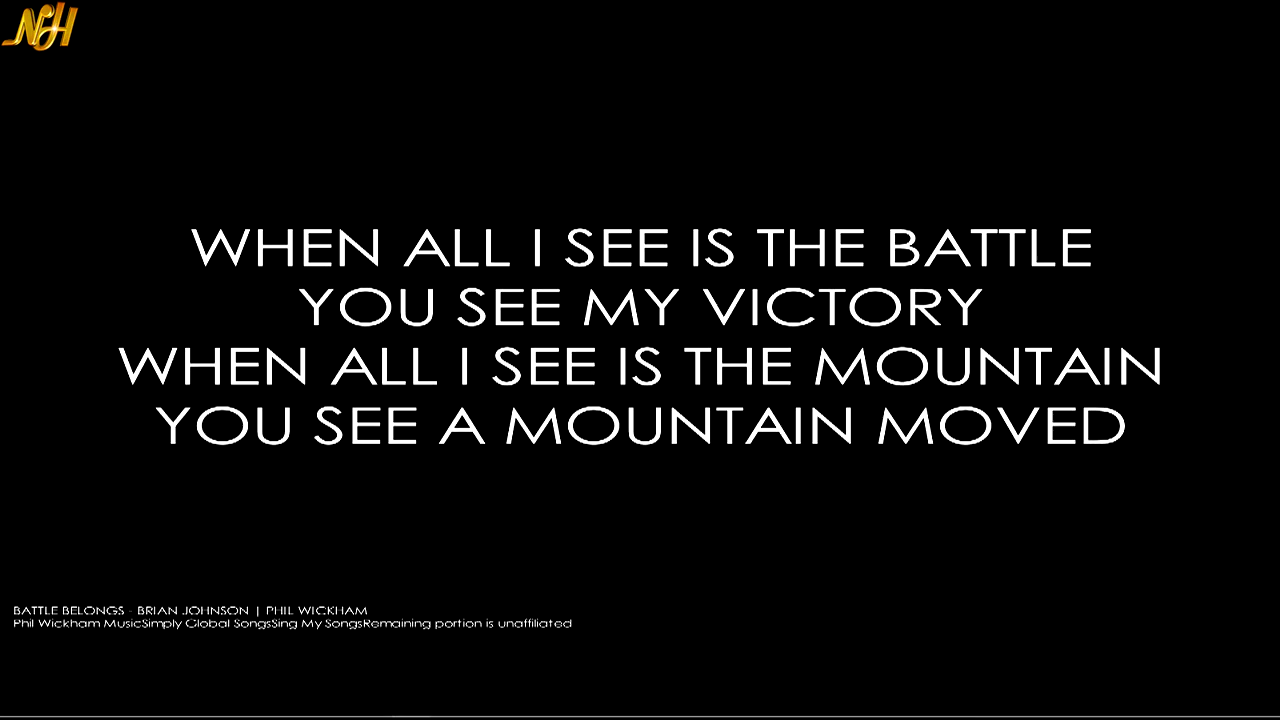 NH
WHEN ALL I SEE IS THE BATTLE
YOU SEE MY VICTORY
WHEN ALL I SEE IS THE MOUNTAIN
YOU SEE A MOUNTAIN MOVED
BATTLE BELONGS - BRIAN JOHNSON | PHIL WICKHAM
Phil Wickham MusicSimply Global SongsSing My SongsRemaining portion is unaffiliated